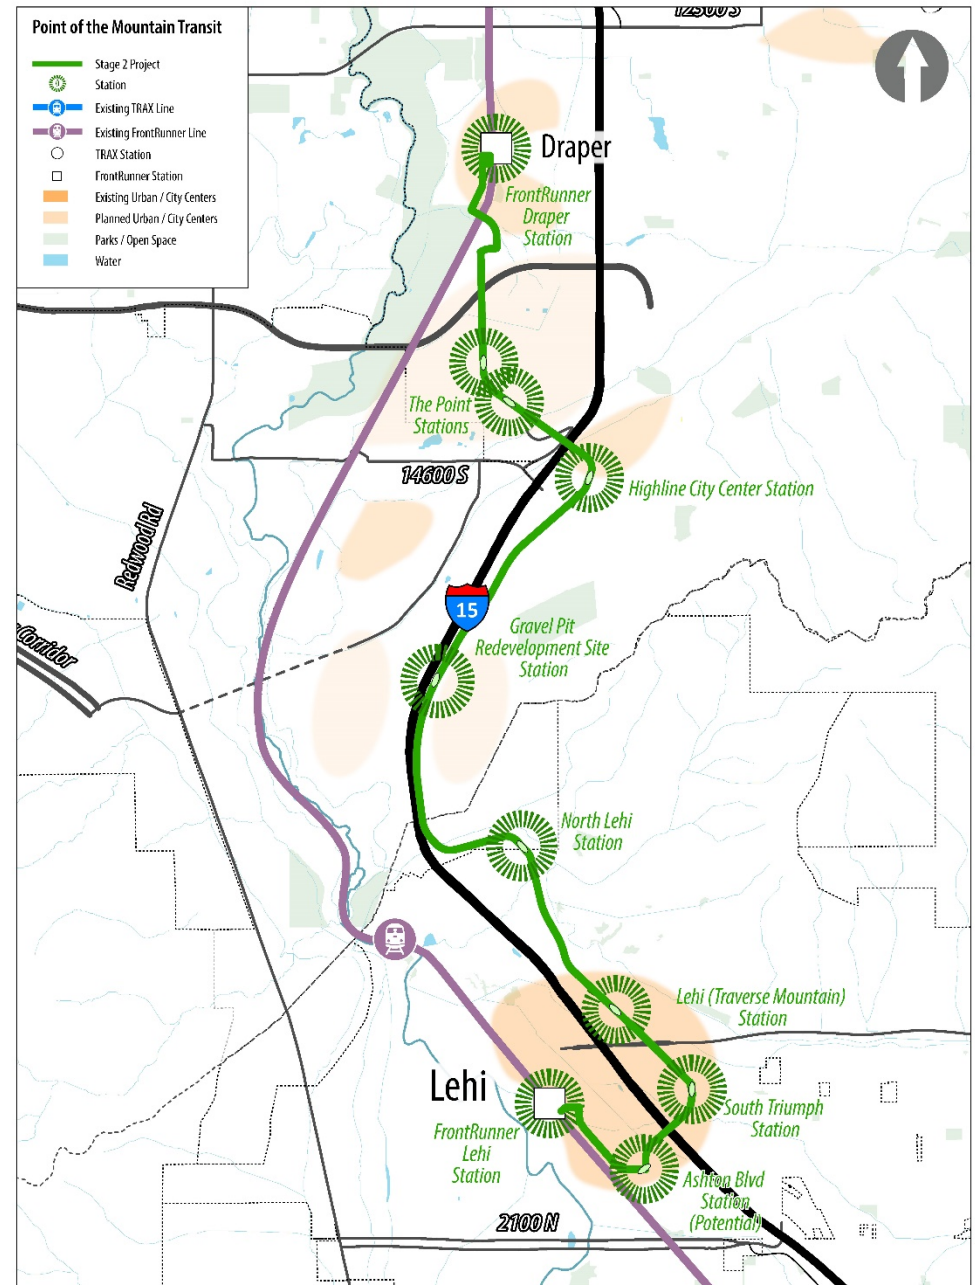 Point of the Mountain Transit
Stage 2 Project
Station
Existing TRAX Line
Existing FrontRunner Line
TRAX Station
FrontRunner Station
Existing Urban / City Centers
Planned Urban / City Centers
Parks / Open Space
Water
12300 S
Draper
FrontRunner
Draper
Station
The Point
Stations
14600 S
Highline City Center Station
Redwood Rd
15
Gravel Pit
Redevelopment Site
Station
Corridor
North Lehi
Station
Lehi (Traverse Mountain)
Station
Lehi
South Triumph
Station
FrontRunner
Lehi
Station
Ashton Blvd
Station
(Potential)
2100 N